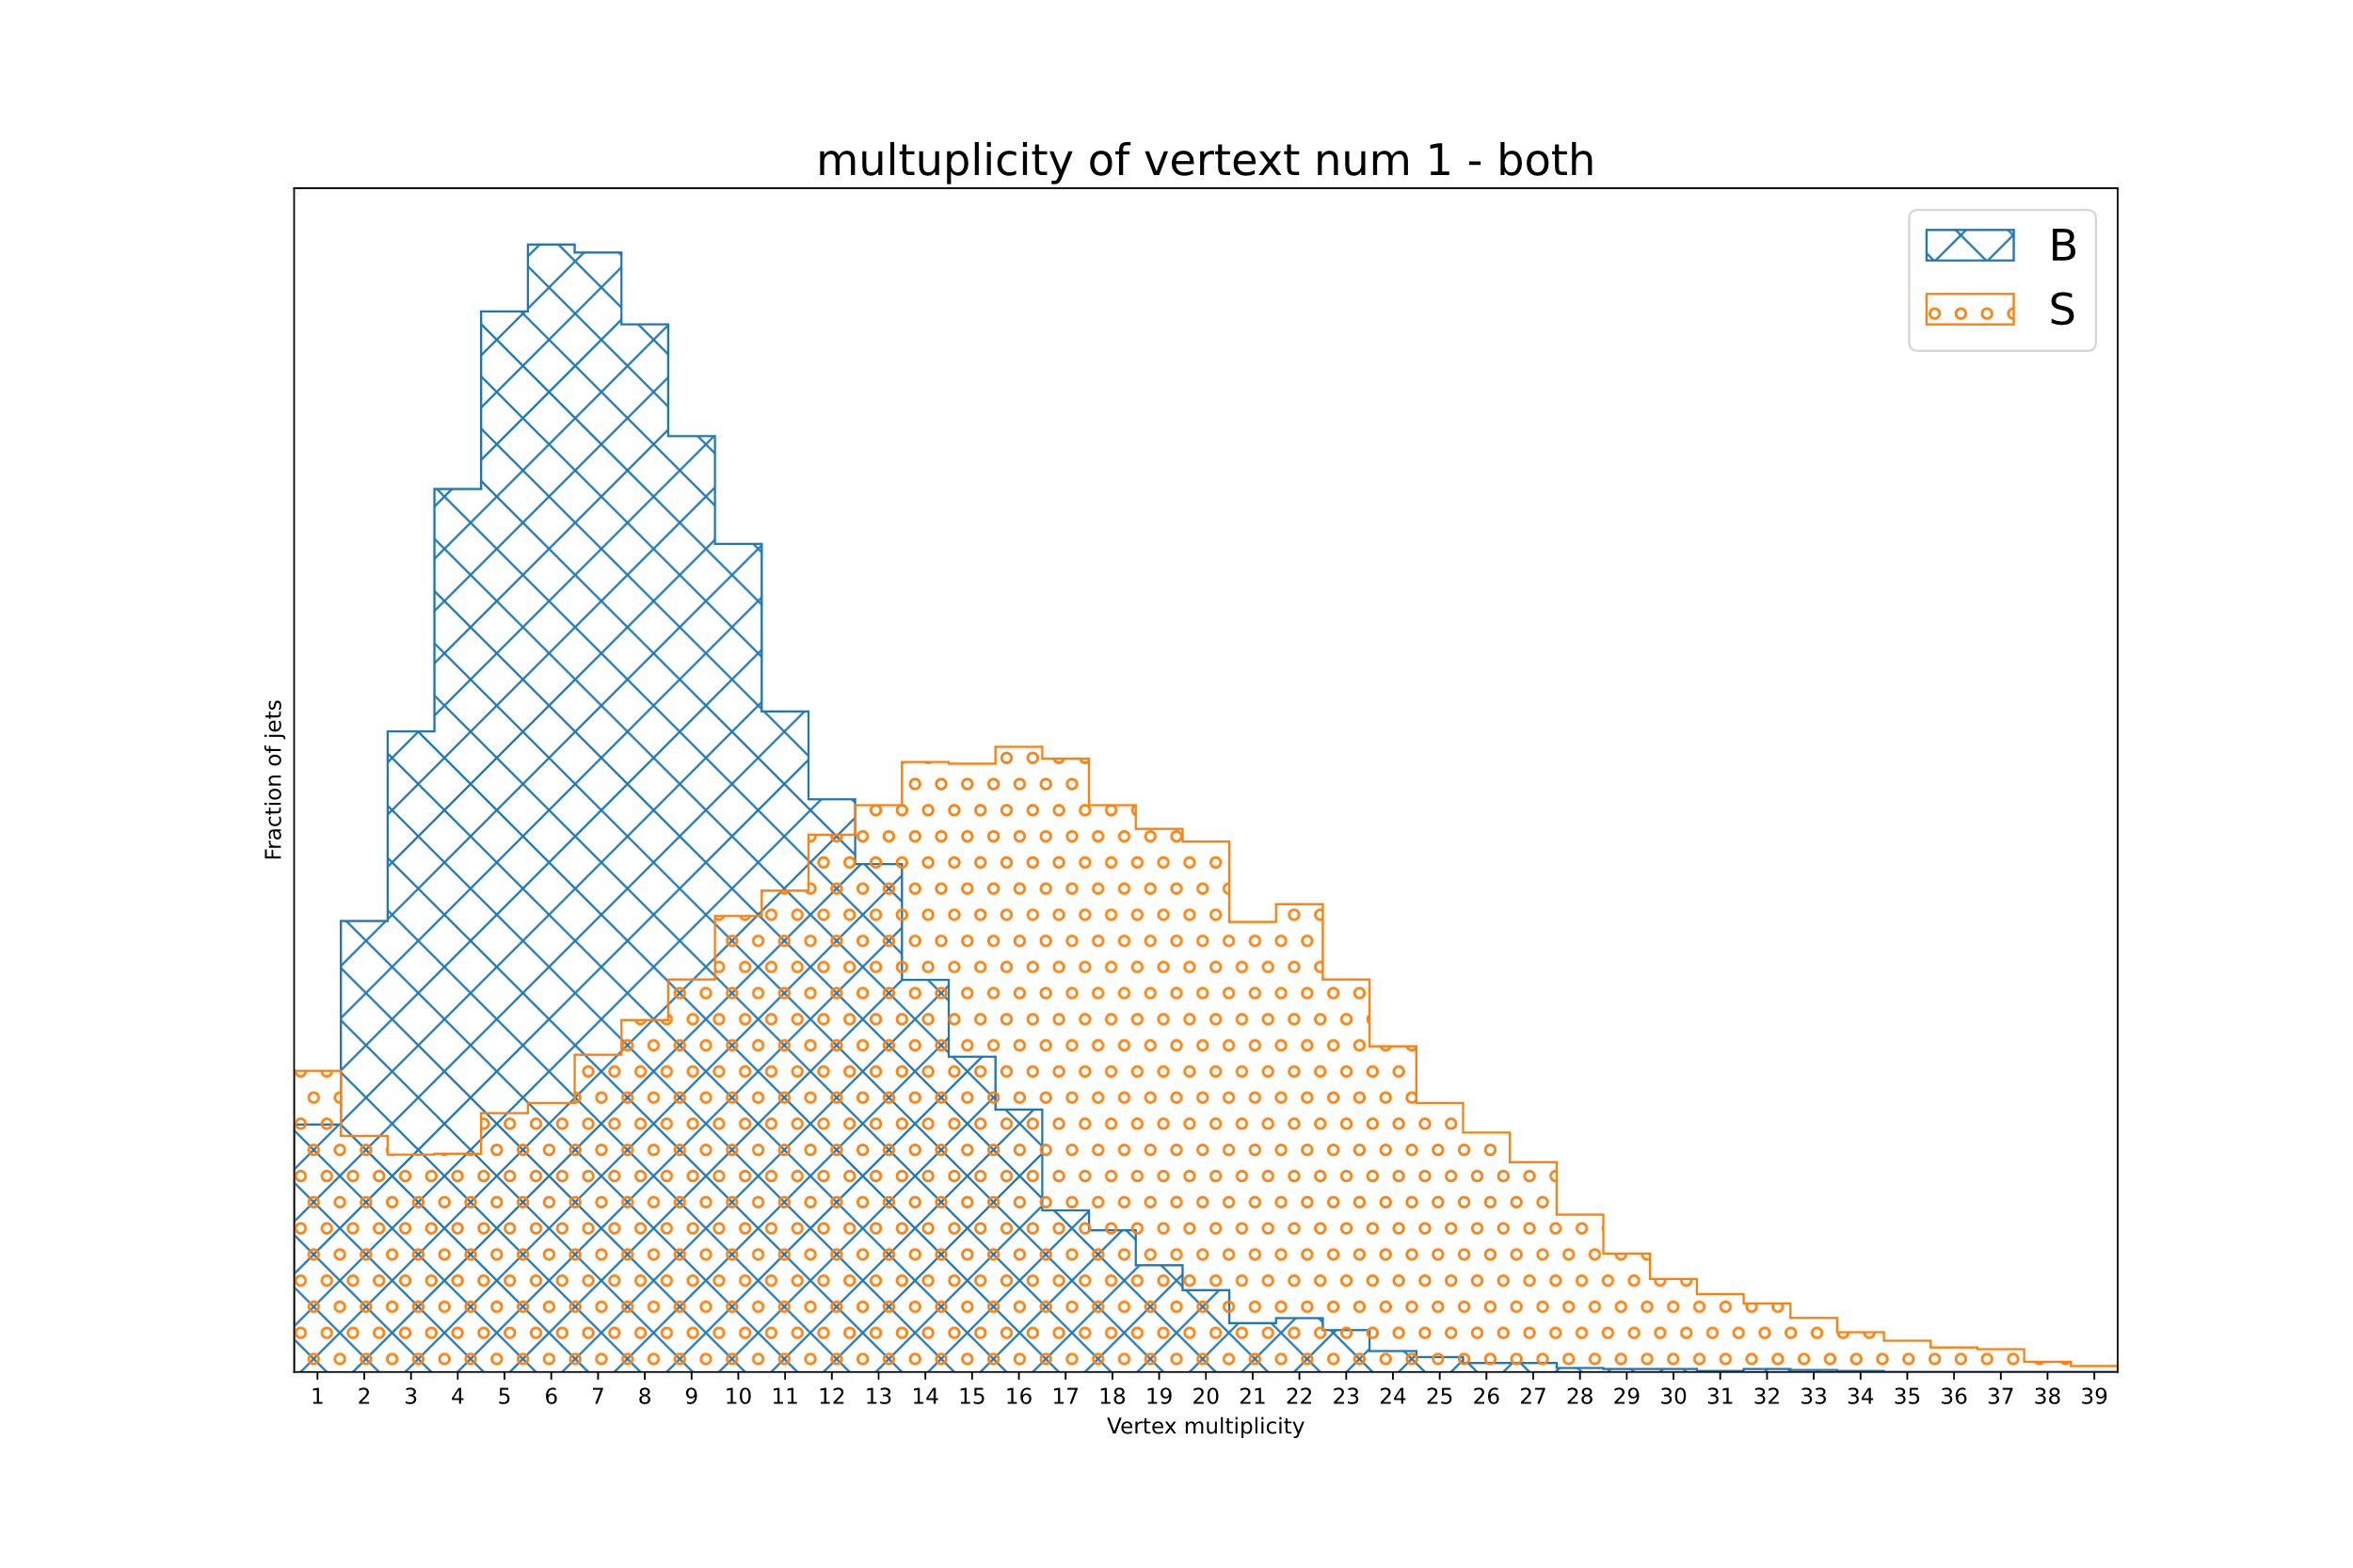 multuplicity of vertext num 1 - both
B
S
Fraction of jets
1 2 3 4 5 6 7 8 9 10 11 12 13 14 15 16 17 18 19 20 21 22 23 24 25 26 27 28 29 30 31 32 33 34 35 36 37 38 39
Vertex multiplicity